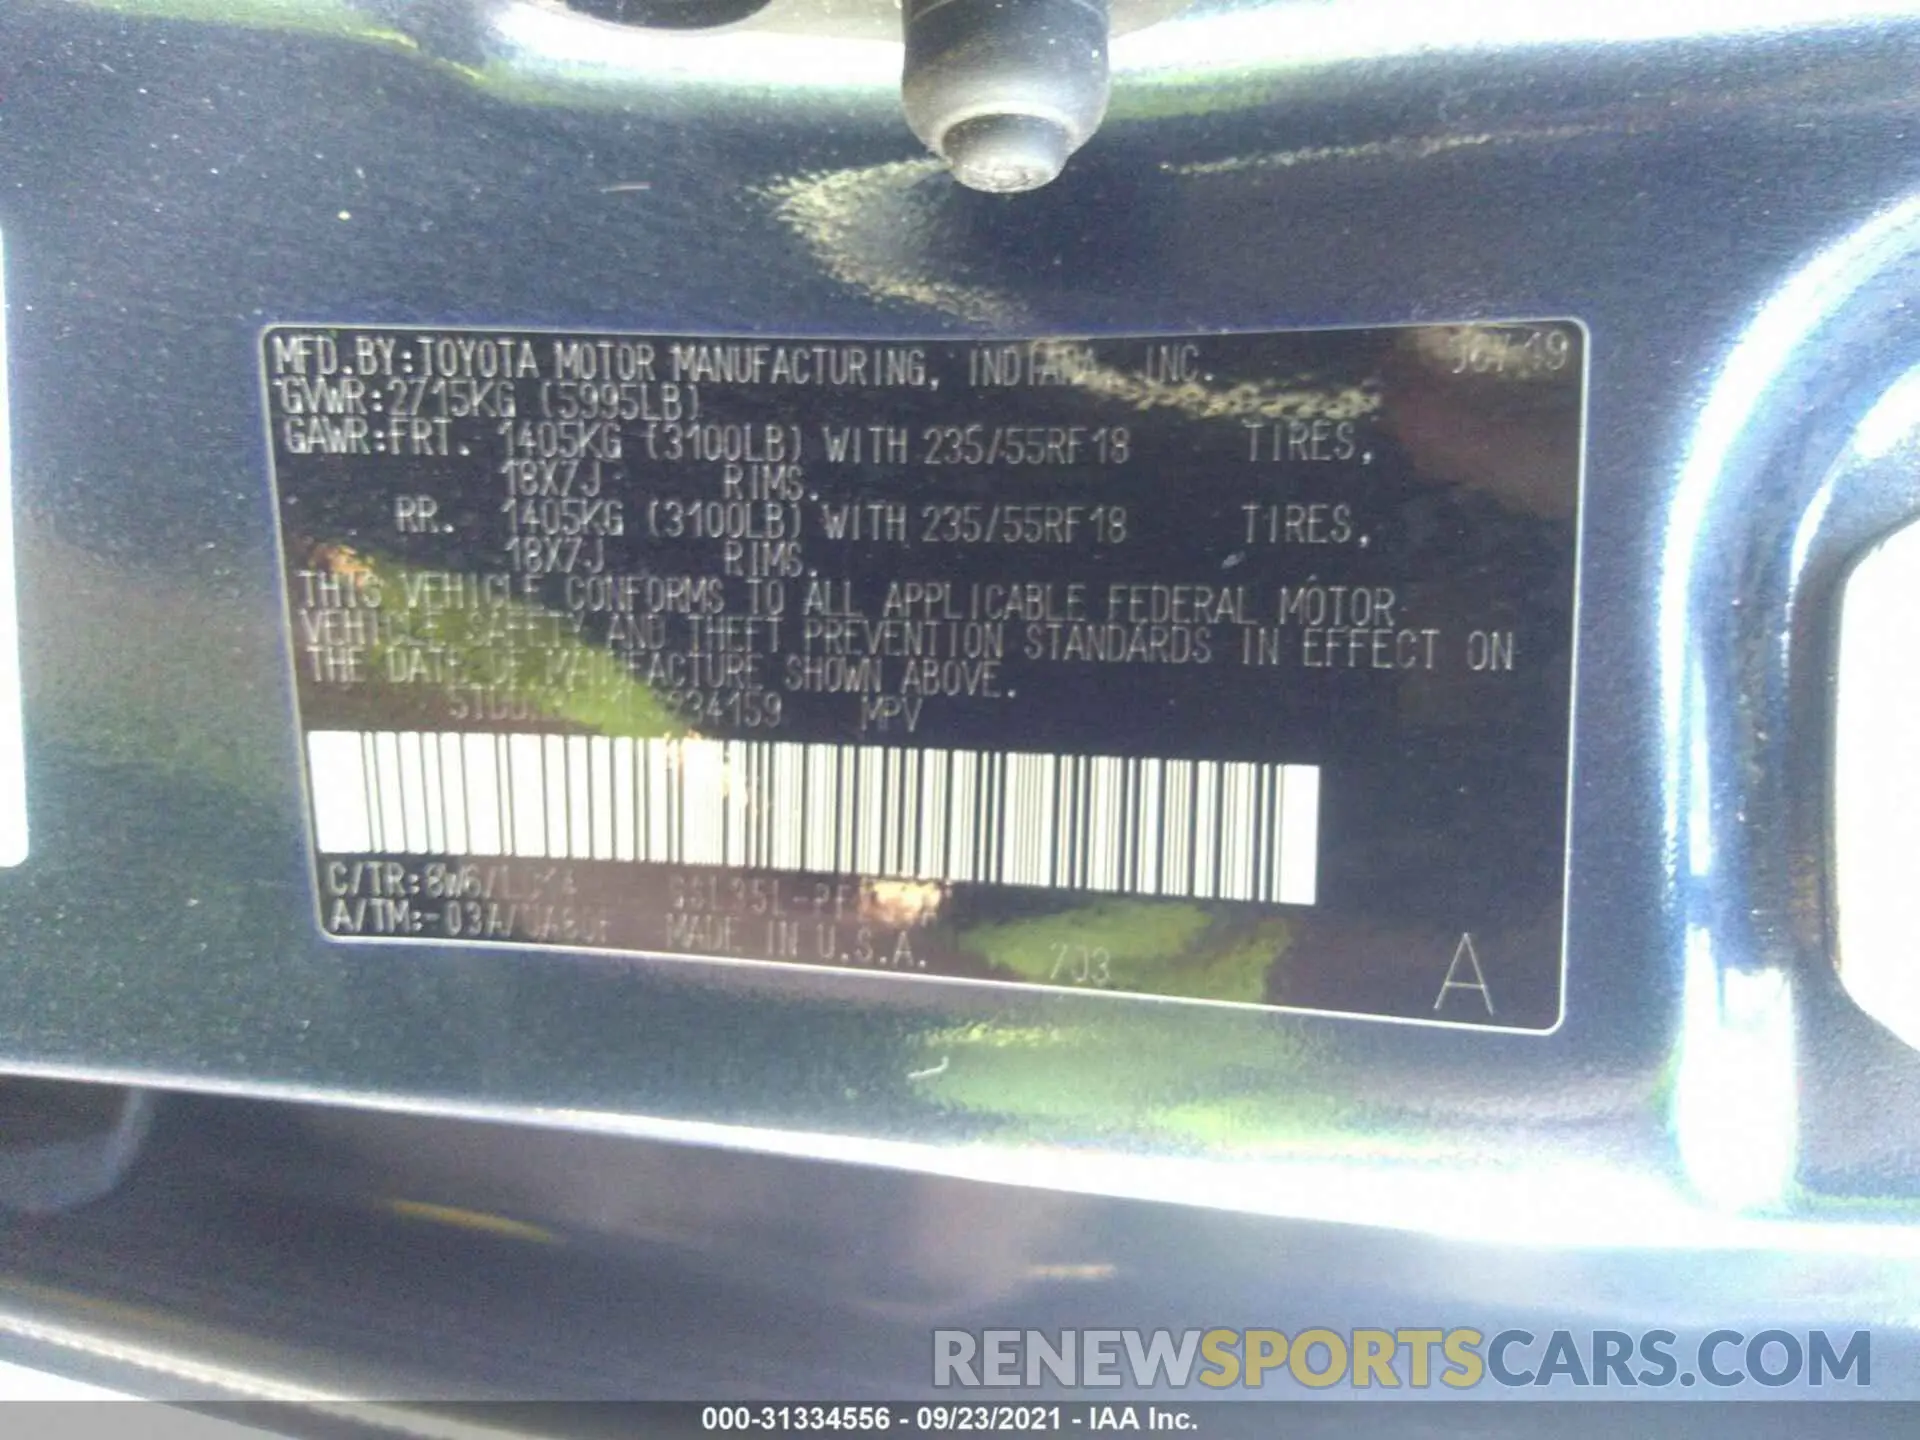 MFD.BY:TOYOTA MOTOR MANUFACTURING, INDIANA, INC.
GVWR:2715KG (5995LB)
GAWR:FRT. 1405KG (3100LB) WITH 235/55RF18 TIRES,
18X7J RIMS.
RR. 1405KG (3100LB) WITH 235/55RF18 TIRES,
18X7J RIMS.
THIS VEHICLE CONFORMS TO ALL APPLICABLE FEDERAL MOTOR
VEHICLE SAFETY AND THEFT PREVENTION STANDARDS IN EFFECT ON
THE DATE OF MANUFACTURE SHOWN ABOVE.
MPV
C/TR:
A/TM: MADE IN U.S.A.
7J3
A
RENEWSPORTSCARS.COM
000-31334556 - 09/23/2021 - IAA Inc.